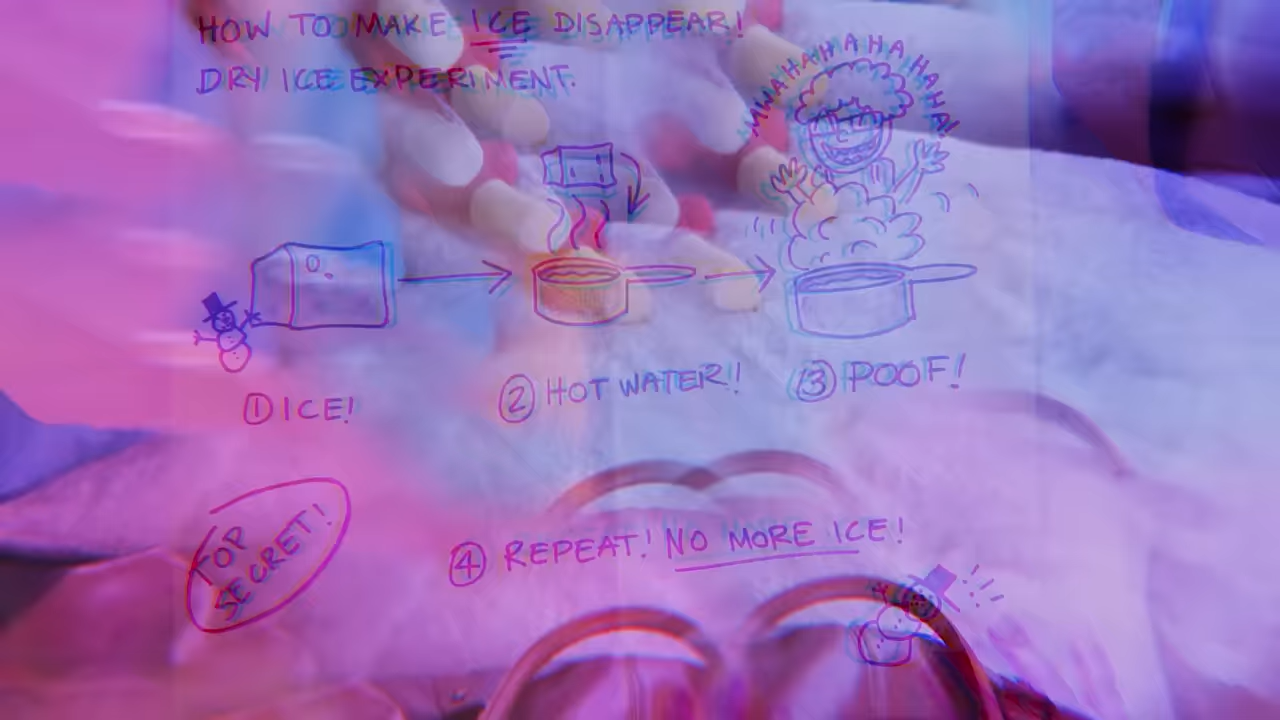 HOW TO MAKE ICE DISAPPEAR!
DRY ICE EXPERIMENT.
MWAHAHAHAHAHAHA!
① ICE!
② HOT WATER!!
③ POOF!
TOP
SECRET!
④ REPEAT! NO MORE ICE!